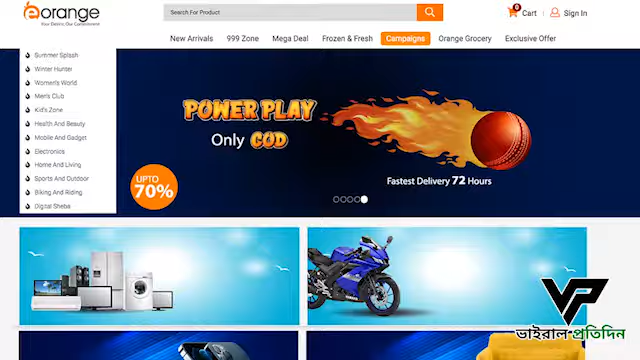 eorange
Your Desire, Our Commitment
Search For Product
0
Cart
Sign In
New Arrivals
999 Zone
Mega Deal
Frozen & Fresh
Campaigns
Orange Grocery
Exclusive Offer
Summer Splash
Winter Hunter
Women's World
Men's Club
Kid's Zone
Health And Beauty
Mobile And Gadget
Electronics
Home And Living
Sports And Outdoor
Biking And Riding
Digital Sheba
POWER PLAY
Only COD
UPTO
70%
Fastest Delivery 72 Hours
VP
ভাইরাল প্রতিদিন